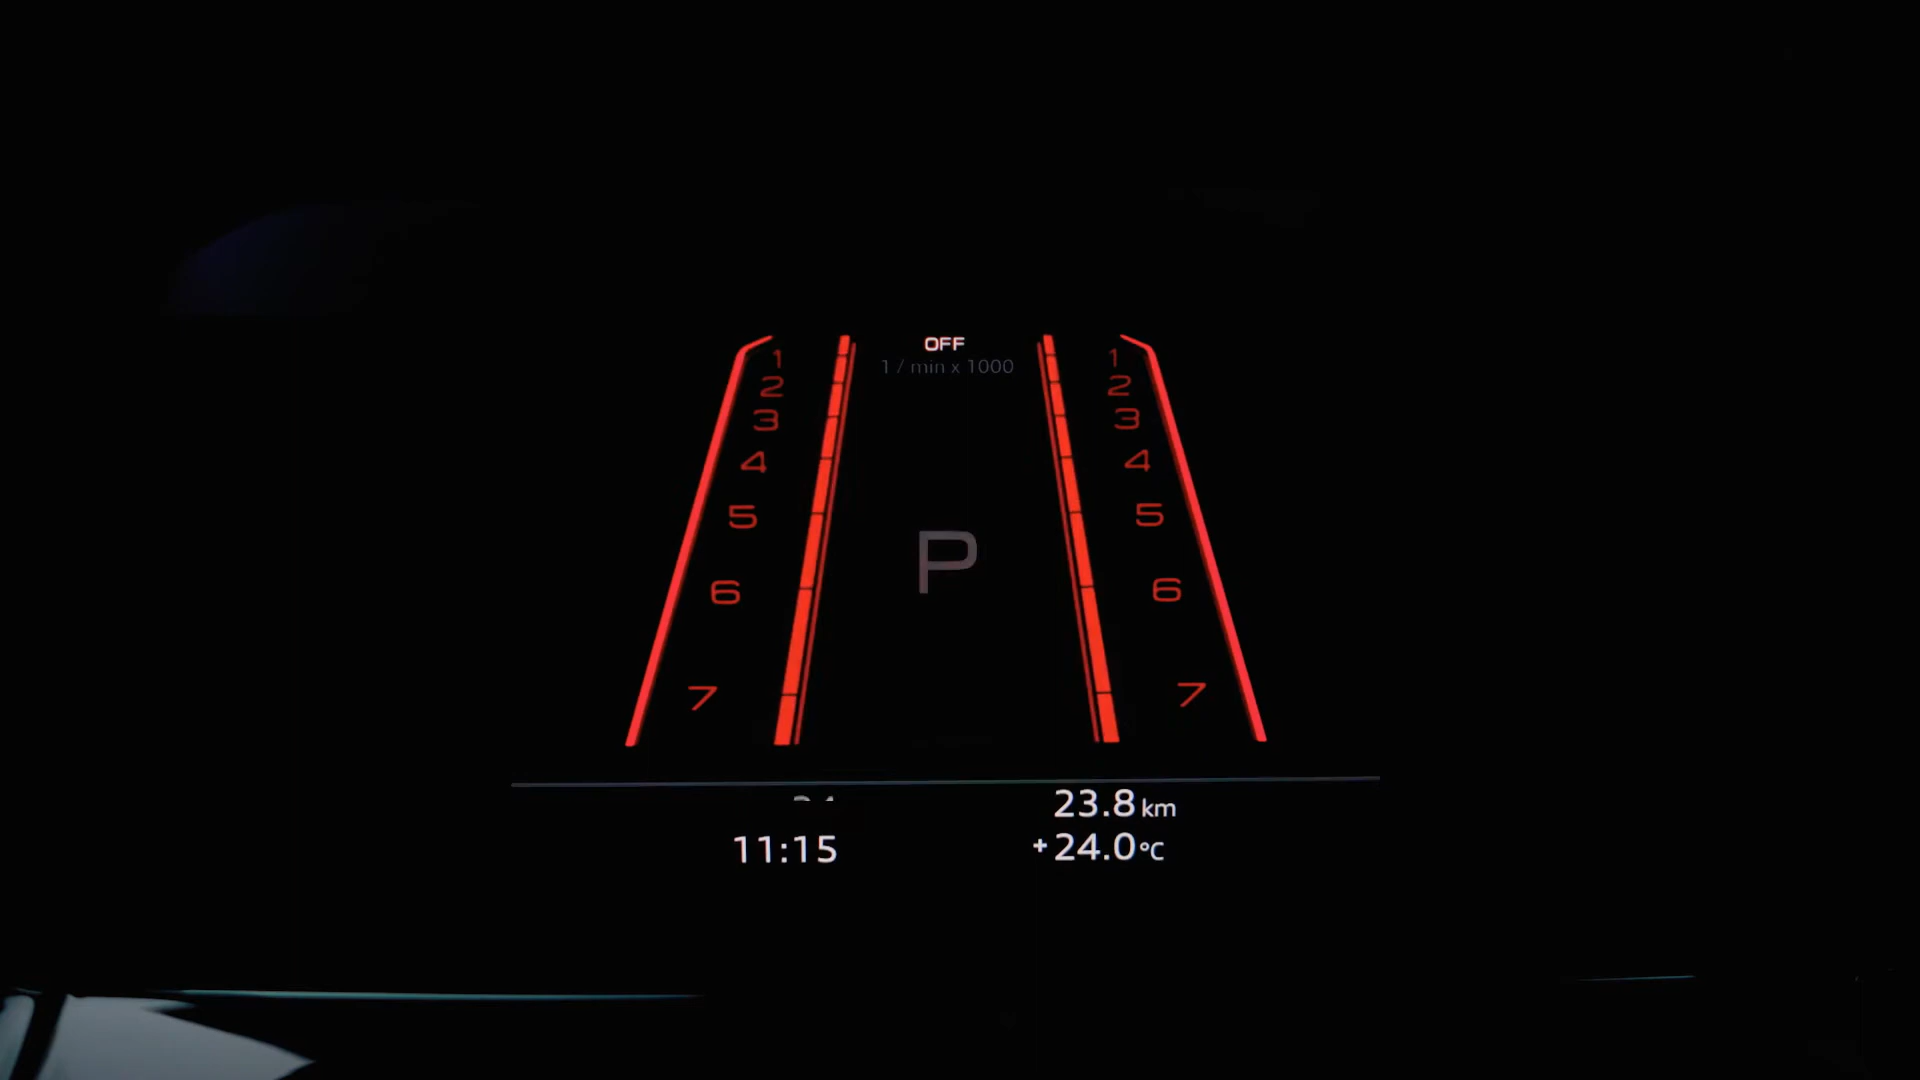 OFF
1 / min x 1000
1 1
2 2
3 3
4 4
5 5
P
6 6
7 7
23.8 km
11:15 +24.0°C